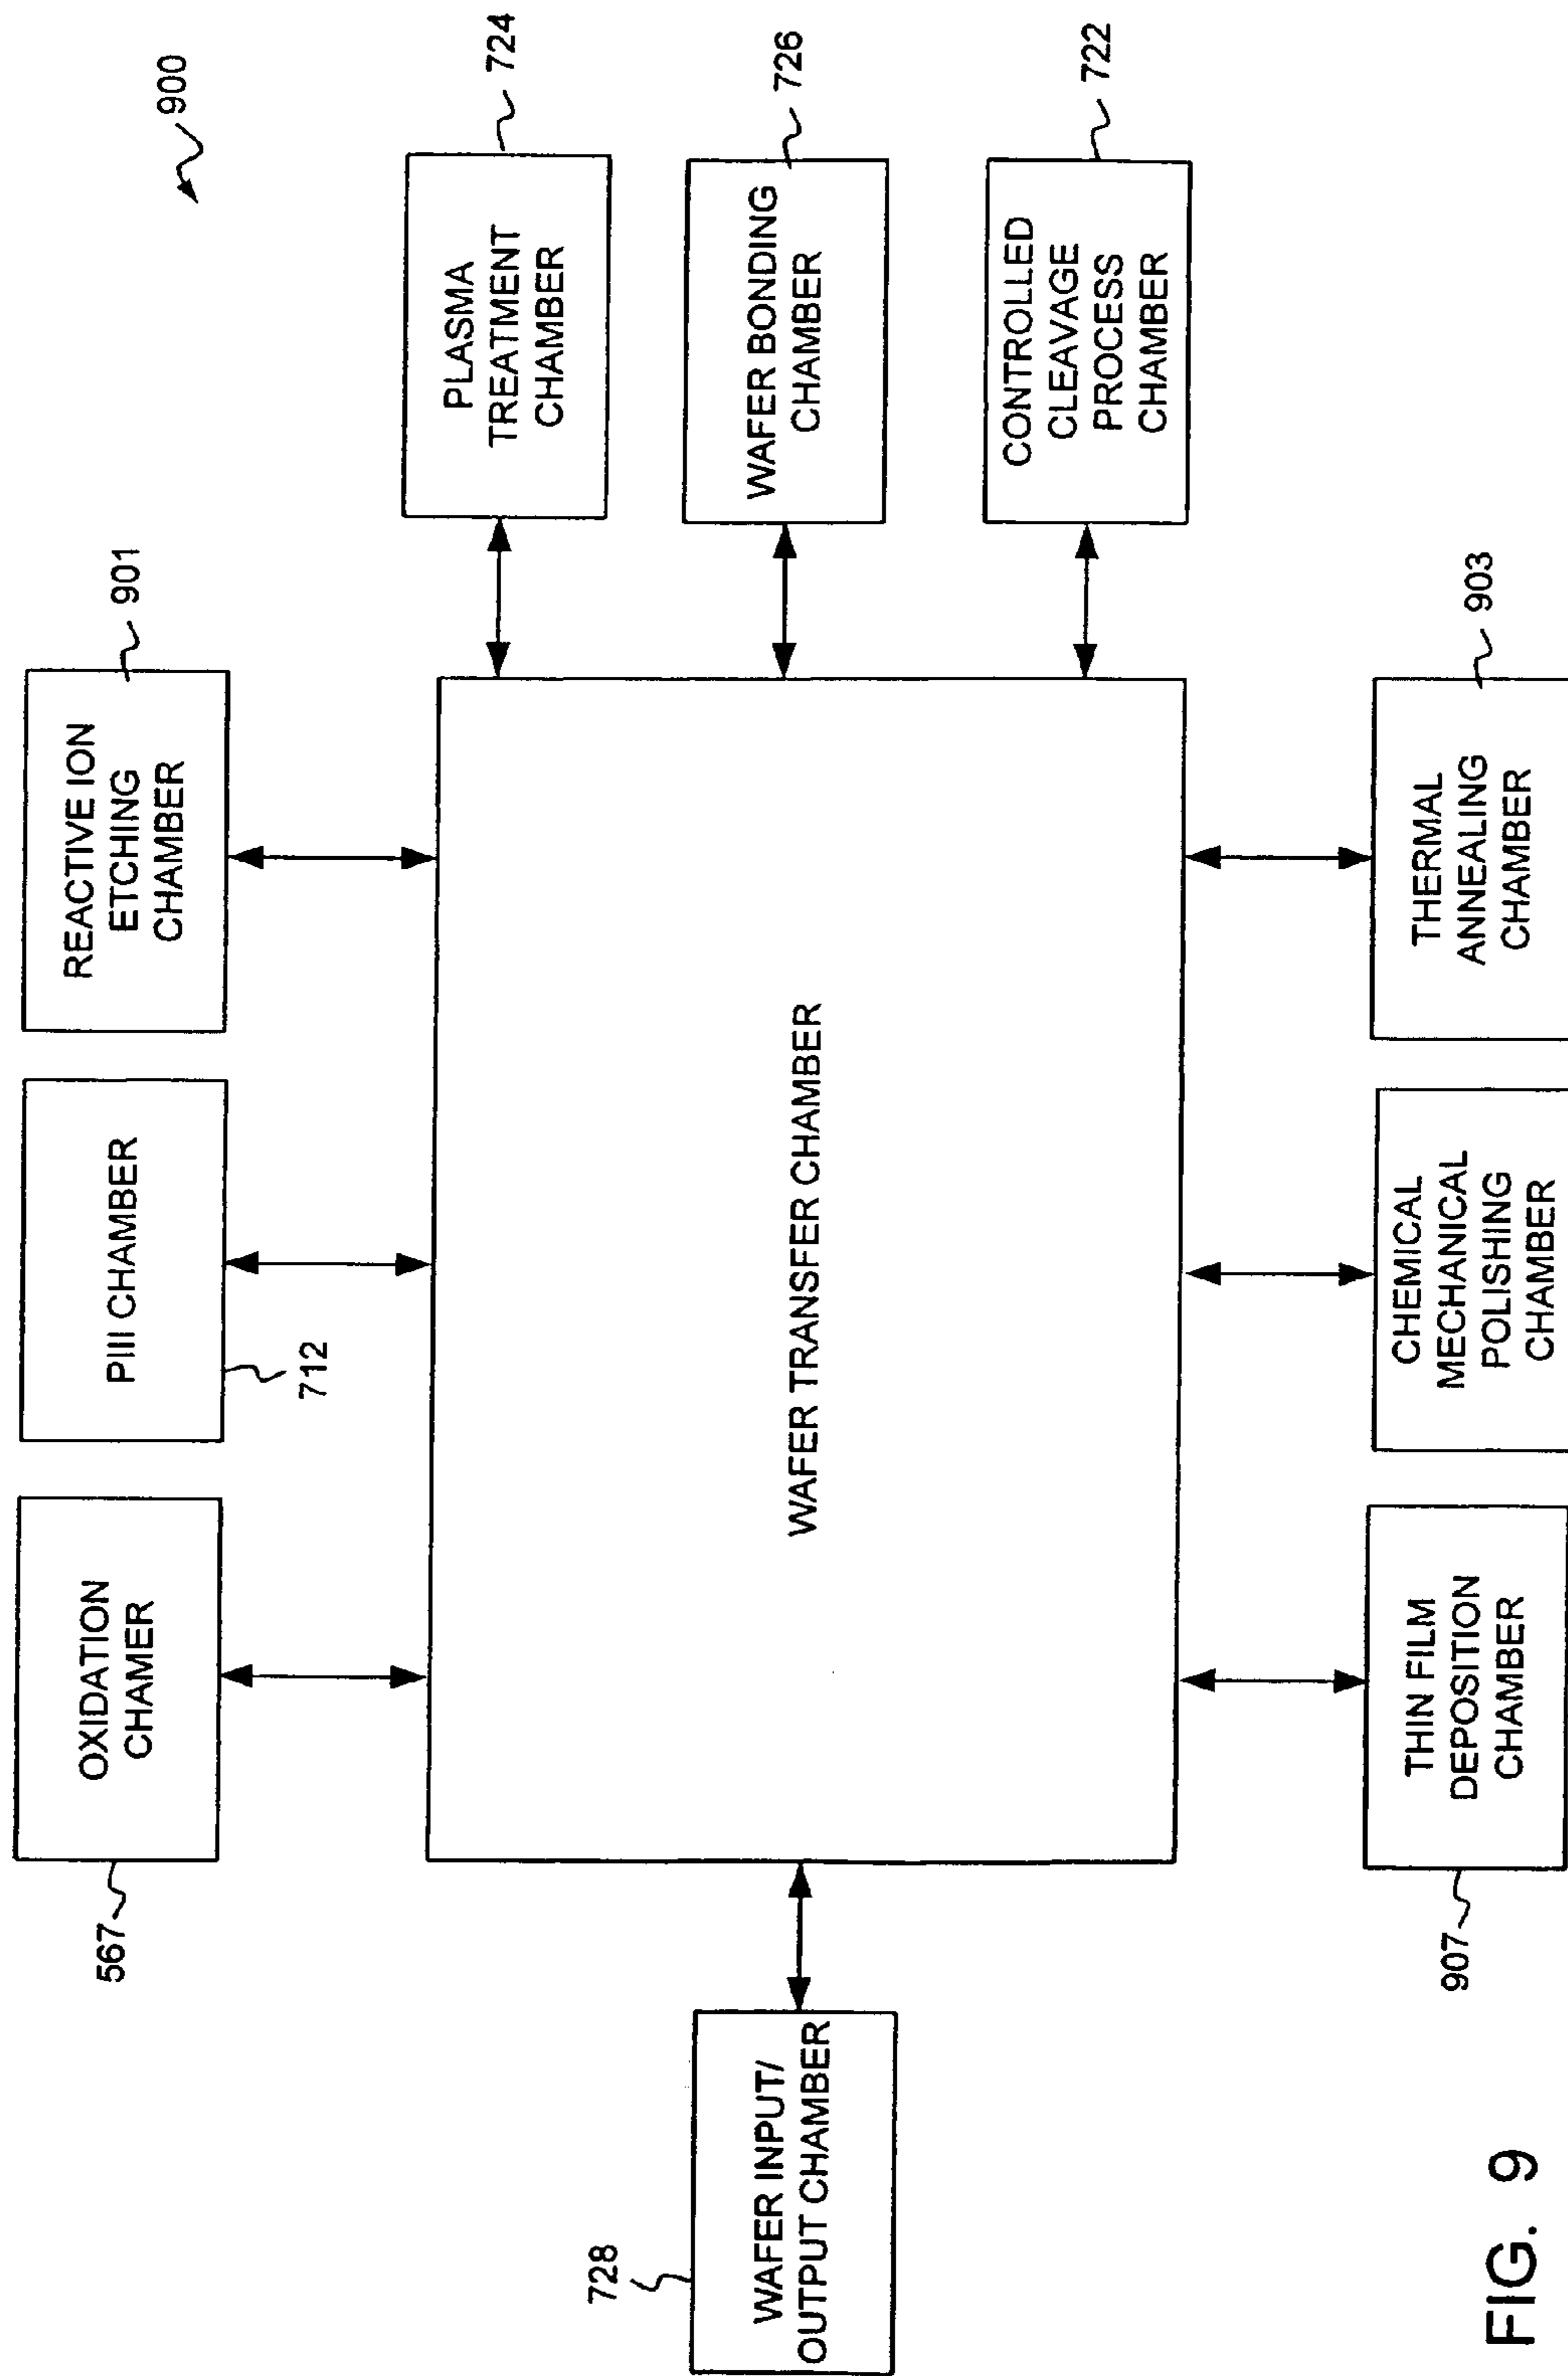 900
567
OXIDATION
CHAMER
PIII CHAMBER
712
REACTIVE ION
ETCHING
CHAMBER
901
PLASMA
TREATMENT
CHAMBER
724
728
WAFER INPUT/
OUTPUT CHAMBER
WAFER TRANSFER CHAMBER
WAFER BONDING
CHAMBER
726
CONTROLLED
CLEAVAGE
PROCESS
CHAMBER
722
907
THIN FILM
DEPOSITION
CHAMBER
CHEMICAL
MECHANICAL
POLISHING
CHAMBER
THERMAL
ANNEALING
CHAMBER
903
FIG. 9